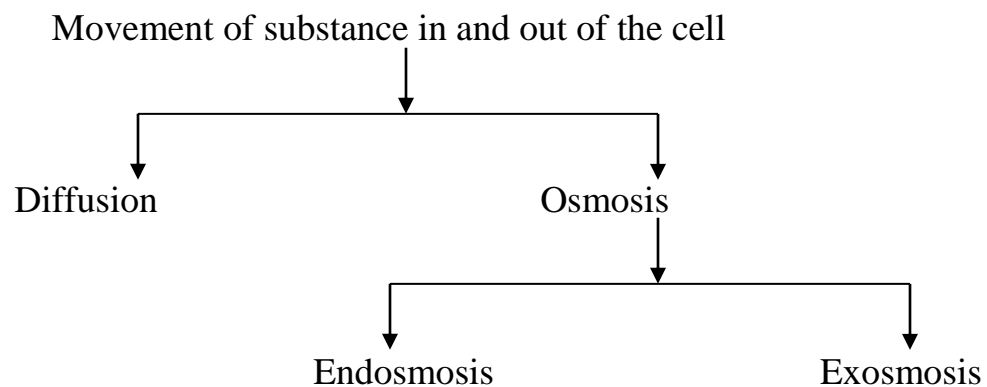 Movement of substance in and out of the cell
Diffusion Osmosis
Endosmosis Exosmosis